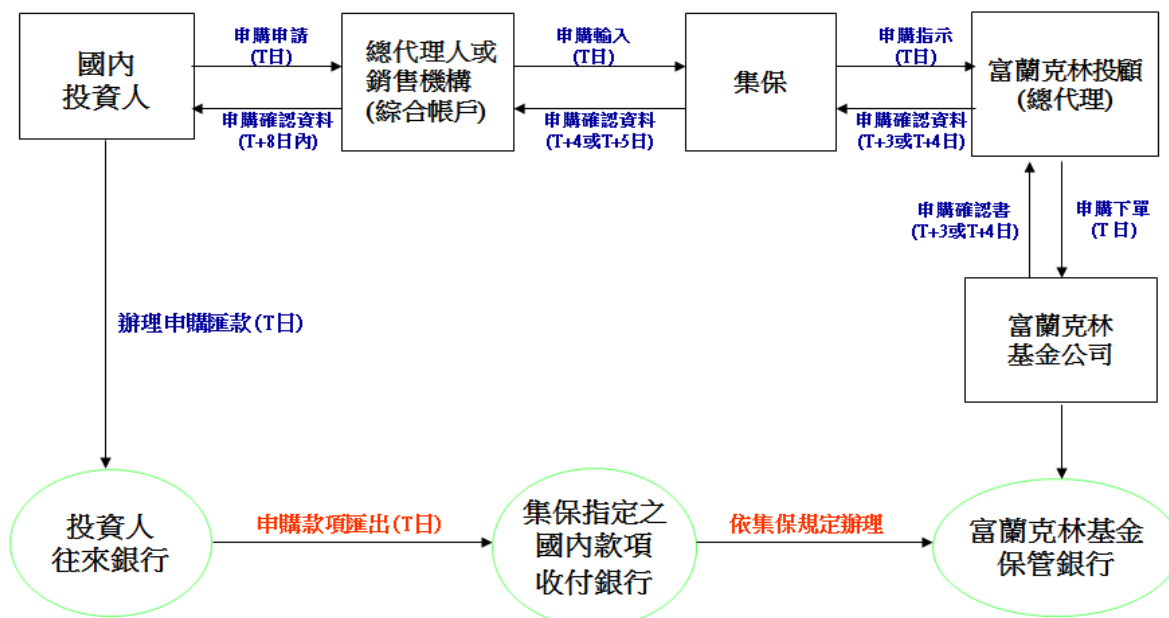 國內
投資人
申購申請
(T日)
申購確認資料
(T+8日內)
總代理人或
銷售機構
(綜合帳戶)
申購輸入
(T日)
申購確認資料
(T+4或T+5日)
集保
申購指示
(T日)
申購確認資料
(T+3或T+4日)
富蘭克林投顧
(總代理)
申購確認書
(T+3或T+4日)
申購下單
(T 日)
辦理申購匯款(T日)
富蘭克林
基金公司
投資人
往來銀行
申購款項匯出(T日)
集保指定之
國內款項
收付銀行
依集保規定辦理
富蘭克林基金
保管銀行